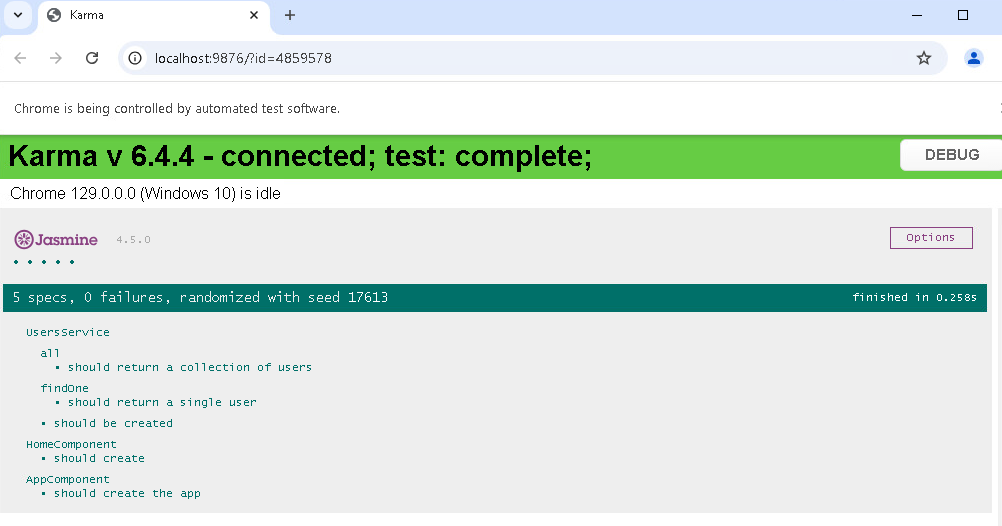 Karma
localhost:9876/?id=4859578
Chrome is being controlled by automated test software.
Karma v 6.4.4 - connected; test: complete;
DEBUG
Chrome 129.0.0.0 (Windows 10) is idle
Jasmine 4.5.0
Options
• • • • •
5 specs, 0 failures, randomized with seed 17613
finished in 0.258s
UsersService
all
• should return a collection of users
findOne
• should return a single user
• should be created
HomeComponent
• should create
AppComponent
• should create the app